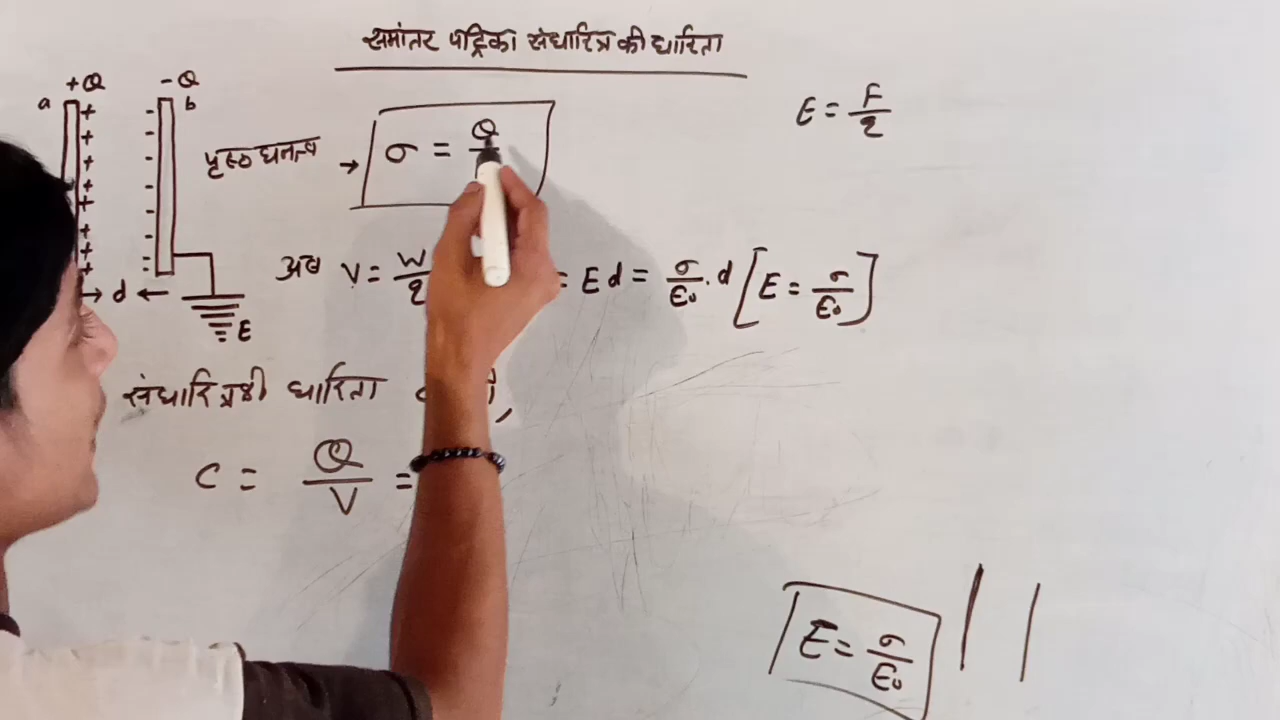 समांतर पट्टिका संधारित्र की धारिता
+Q -Q
a b
E = F/q
पृष्ठ घनत्व → σ = Q
अब V = W/q = Ed = σ/ε₀ . d [E = σ/ε₀]
→ d ←
E
संधारित्र की धारिता
C = Q/V =
E = σ/ε₀